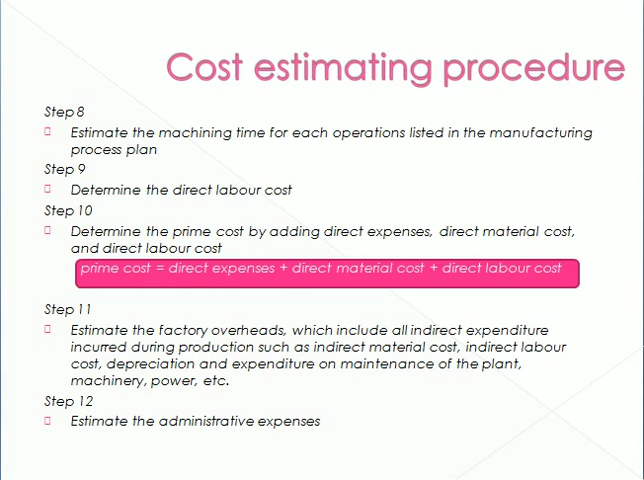 Cost estimating procedure
Step 8
Estimate the machining time for each operations listed in the manufacturing
process plan
Step 9
Determine the direct labour cost
Step 10
Determine the prime cost by adding direct expenses, direct material cost,
and direct labour cost
prime cost = direct expenses + direct material cost + direct labour cost
Step 11
Estimate the factory overheads, which include all indirect expenditure
incurred during production such as indirect material cost, indirect labour
cost, depreciation and expenditure on maintenance of the plant,
machinery, power, etc.
Step 12
Estimate the administrative expenses